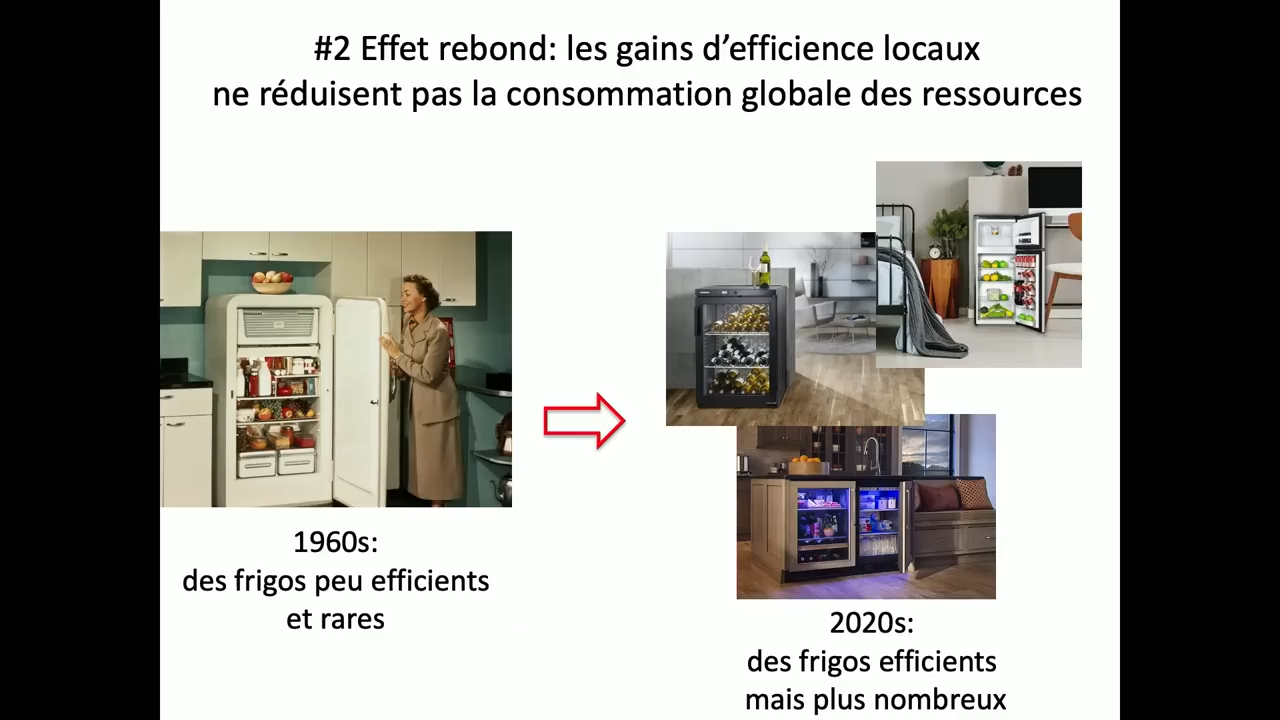 #2 Effet rebond: les gains d’efficience locaux
ne réduisent pas la consommation globale des ressources
1960s:
des frigos peu efficients
et rares
2020s:
des frigos efficients
mais plus nombreux